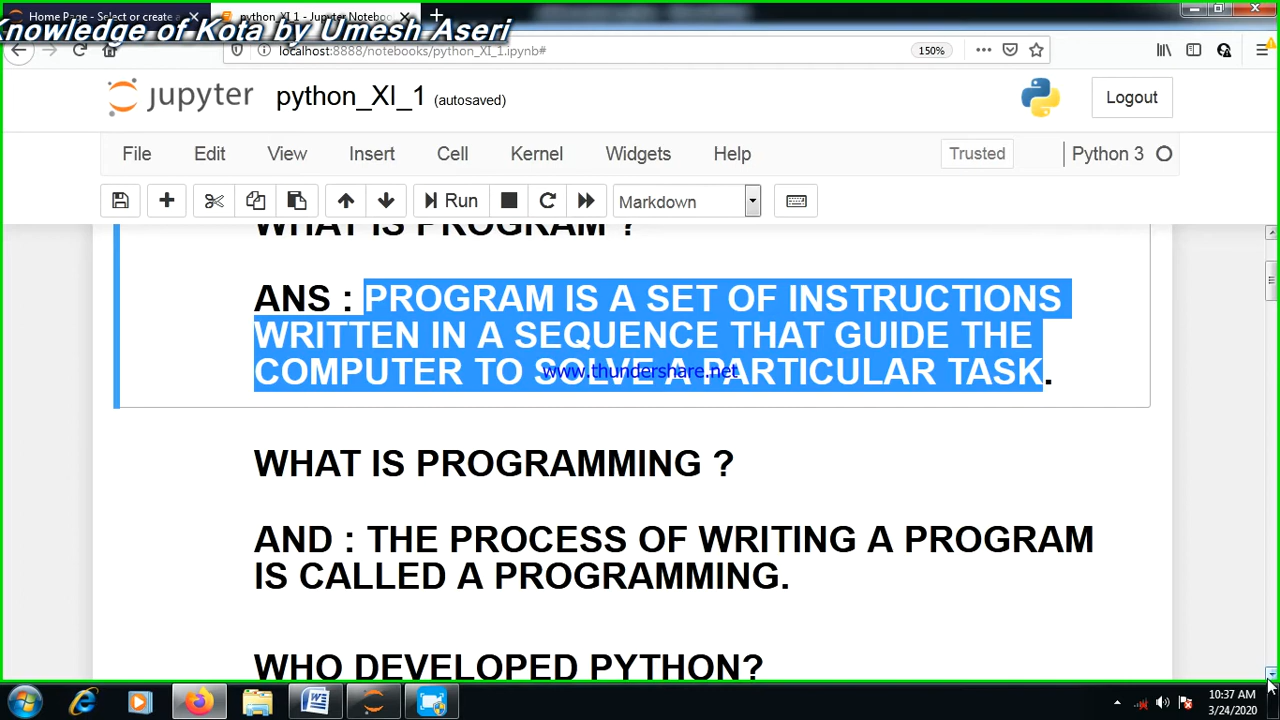 Home Page - Select or create a
python_XI_1 - Jupyter Notebook
Knowledge of Kota by Umesh Aseri
localhost:8888/notebooks/python_XI_1.ipynb#
150%
jupyter python_XI_1 (autosaved)
Logout
File Edit View Insert Cell Kernel Widgets Help
Trusted
Python 3
Run
Markdown
WHAT IS PROGRAM ?
ANS : PROGRAM IS A SET OF INSTRUCTIONS
WRITTEN IN A SEQUENCE THAT GUIDE THE
COMPUTER TO SOLVE A PARTICULAR TASK.
www.thundershare.net
WHAT IS PROGRAMMING ?
AND : THE PROCESS OF WRITING A PROGRAM
IS CALLED A PROGRAMMING.
WHO DEVELOPED PYTHON?
10:37 AM
3/24/2020